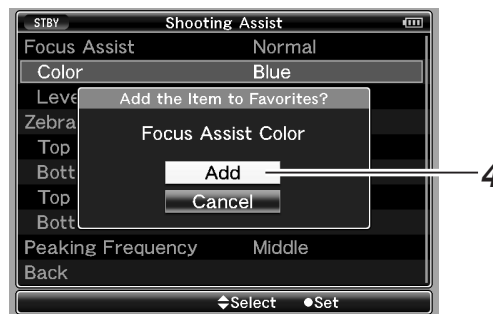 STBY Shooting Assist
Focus Assist Normal
Color Blue
Leve
Add the Item to Favorites?
Zebra
Focus Assist Color
Top
Bott
Add
4
Top
Cancel
Bott
Peaking Frequency Middle
Back
Select Set